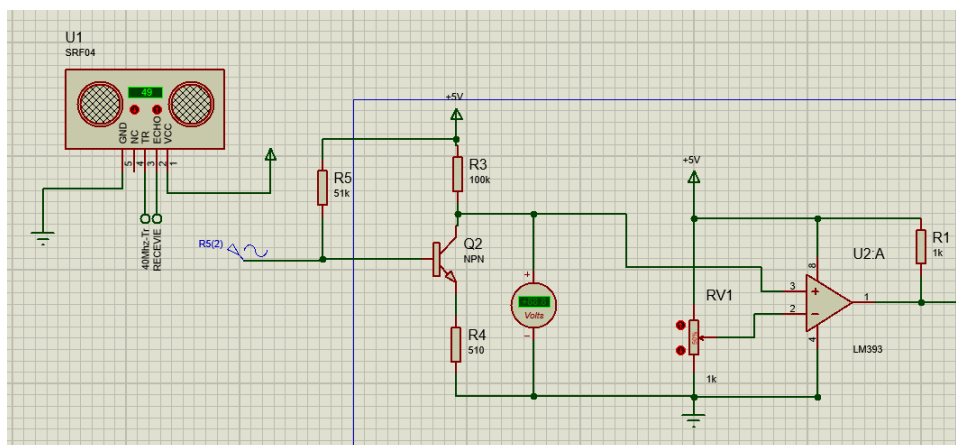 U1
SRF04
49
GND
NC
TR
ECHO
VCC
5
4
3
2
1
40Mhz-Tr
RECEVIE
+5V
R5
51k
R3
100k
R5(2)
Q2
NPN
R4
510
+
Volts
−
+5V
RV1
50%
1k
U2:A
8
3
+
2
−
4
1
LM393
R1
1k